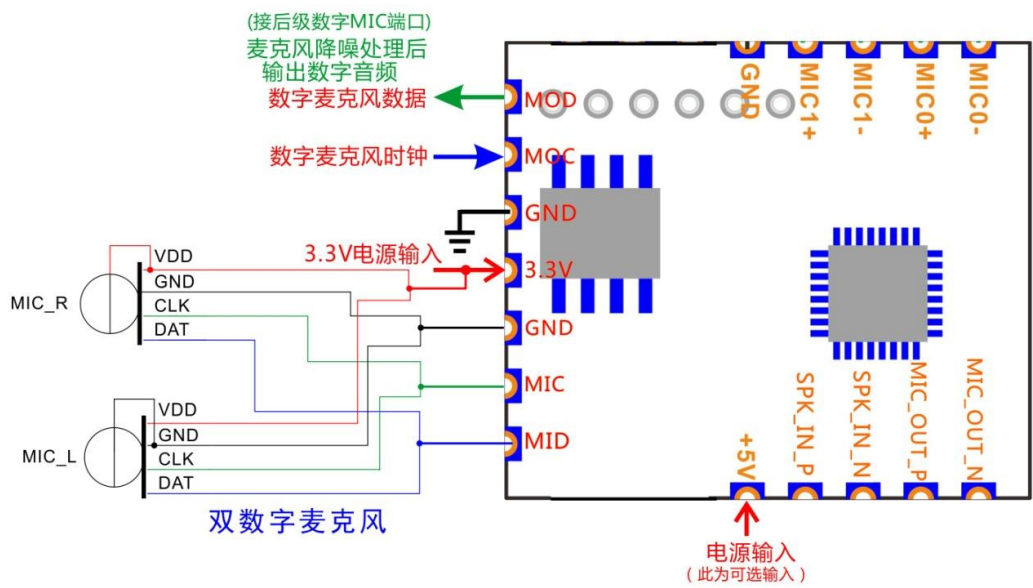 (接后级数字MIC端口)
麦克风降噪处理后
输出数字音频
数字麦克风数据
MOD
数字麦克风时钟
MOC
GND
3.3V电源输入
3.3V
GND
MIC
MID
GND
MIC1+
MIC1-
MIC0+
MIC0-
MIC_R
VDD
GND
CLK
DAT
MIC_L
VDD
GND
CLK
DAT
双数字麦克风
+5V
SPK_IN_P
SPK_IN_N
MIC_OUT_P
MIC_OUT_N
电源输入
(此为可选输入)